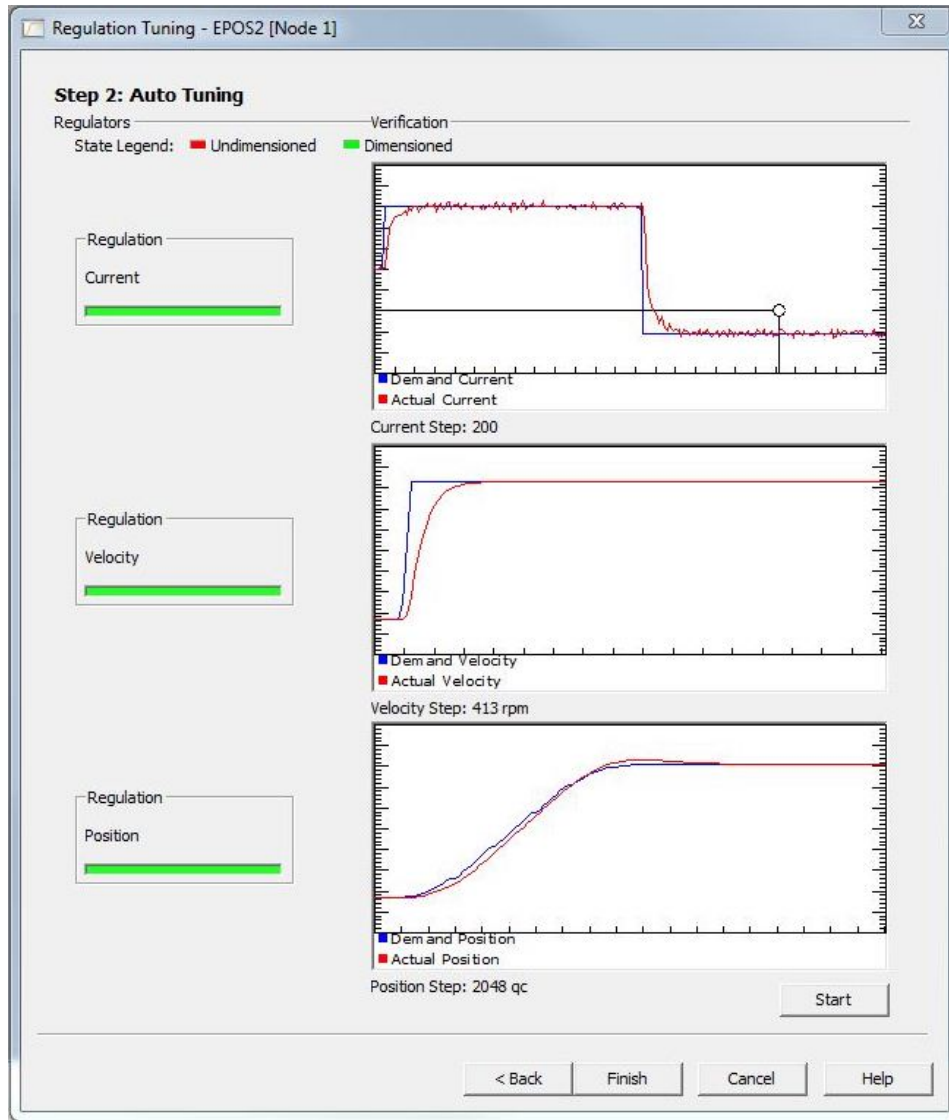 Regulation Tuning - EPOS2 [Node 1]
Step 2: Auto Tuning
Regulators
Verification
State Legend: Undimensioned Dimensioned
Regulation
Current
Demand Current
Actual Current
Current Step: 200
Regulation
Velocity
Demand Velocity
Actual Velocity
Velocity Step: 413 rpm
Regulation
Position
Demand Position
Actual Position
Position Step: 2048 qc
Start
< Back Finish Cancel Help